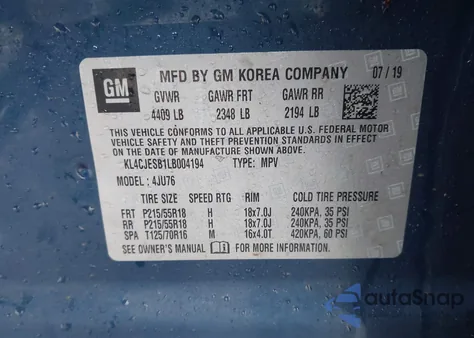 GM
MFD BY GM KOREA COMPANY 07 / 19
GVWR GAWR FRT GAWR RR
4409 LB 2348 LB 2194 LB
THIS VEHICLE CONFORMS TO ALL APPLICABLE U.S. FEDERAL MOTOR
VEHICLE SAFETY AND THEFT PREVENTION STANDARDS IN EFFECT ON
THE DATE OF MANUFACTURE SHOWN ABOVE.
KL4CJESB1LB004194 TYPE: MPV
MODEL : 4JU76
TIRE SIZE SPEED RTG RIM COLD TIRE PRESSURE
FRT P215/55R18 H 18x7.0J 240KPA, 35 PSI
RR P215/55R18 H 18x7.0J 240KPA, 35 PSI
SPA T125/70R16 M 16x4.0T 420KPA, 60 PSI
SEE OWNER'S MANUAL FOR ADDITIONAL INFORMATION.
autoSnap